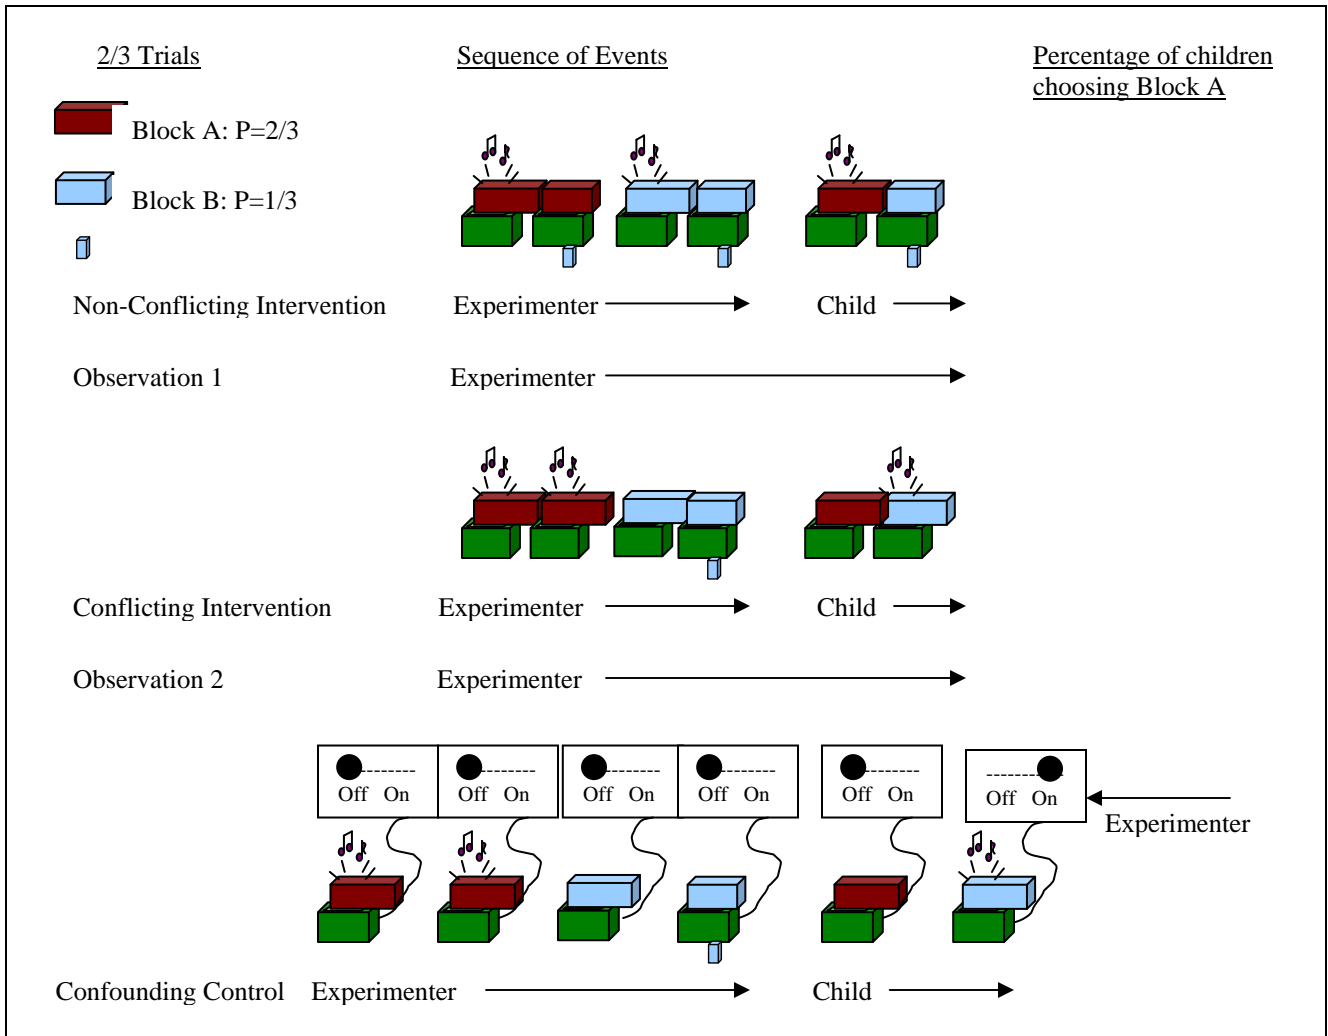 2/3 Trials
Sequence of Events
Percentage of children
choosing Block A
Block A: P=2/3
Block B: P=1/3
Non-Conflicting Intervention
Experimenter
Child
Observation 1
Experimenter
Conflicting Intervention
Experimenter
Child
Observation 2
Experimenter
Off On
Off On
Off On
Off On
Off On
Off On
Experimenter
Confounding Control
Experimenter
Child